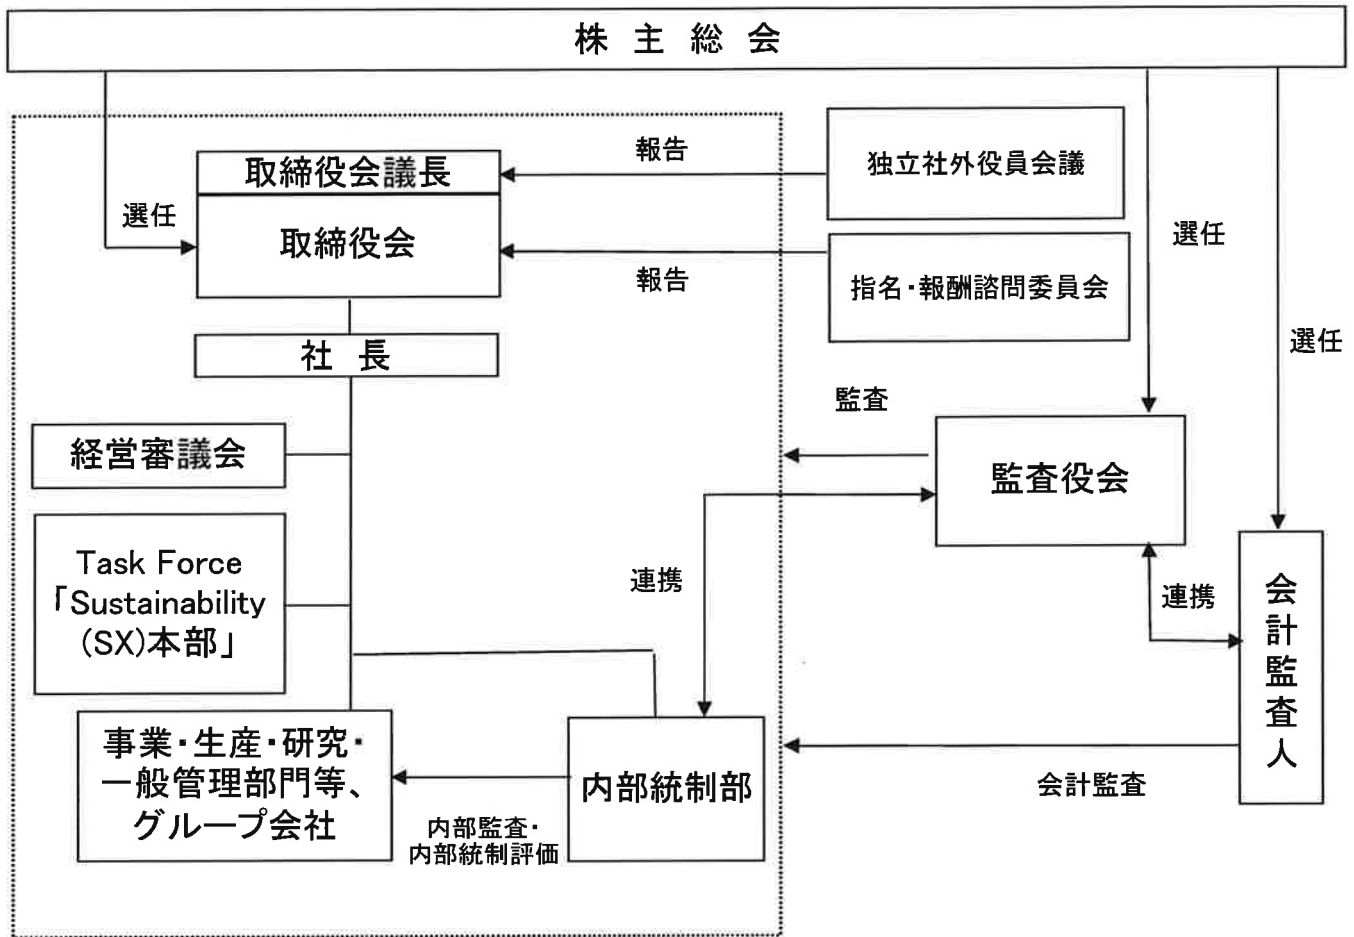 株 主 総 会
報告
独立社外役員会議
取締役会議長
選任
取締役会
選任
報告
指名・報酬諮問委員会
選任
社 長
監査
経営審議会
監査役会
Task Force
「Sustainability
(SX)本部」
連携
連携
会計監査人
事業・生産・研究・
一般管理部門等、
グループ会社
内部統制部
会計監査
内部監査・
内部統制評価